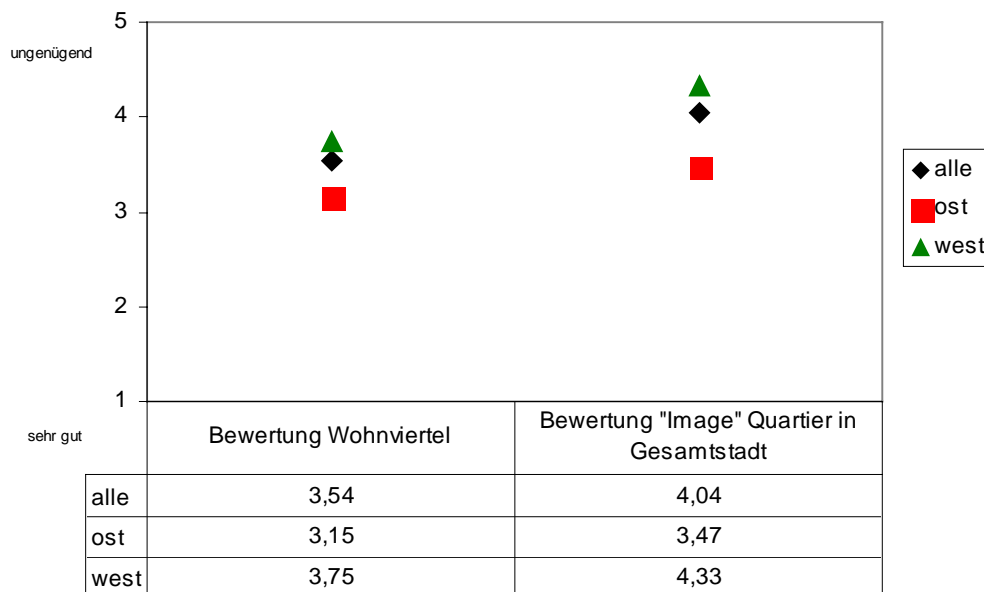 5
ungenügend
4
3
2
1
sehr gut
alle
ost
west
Bewertung Wohnviertel
Bewertung "Image" Quartier in
Gesamtstadt
alle 3,54 4,04
ost 3,15 3,47
west 3,75 4,33